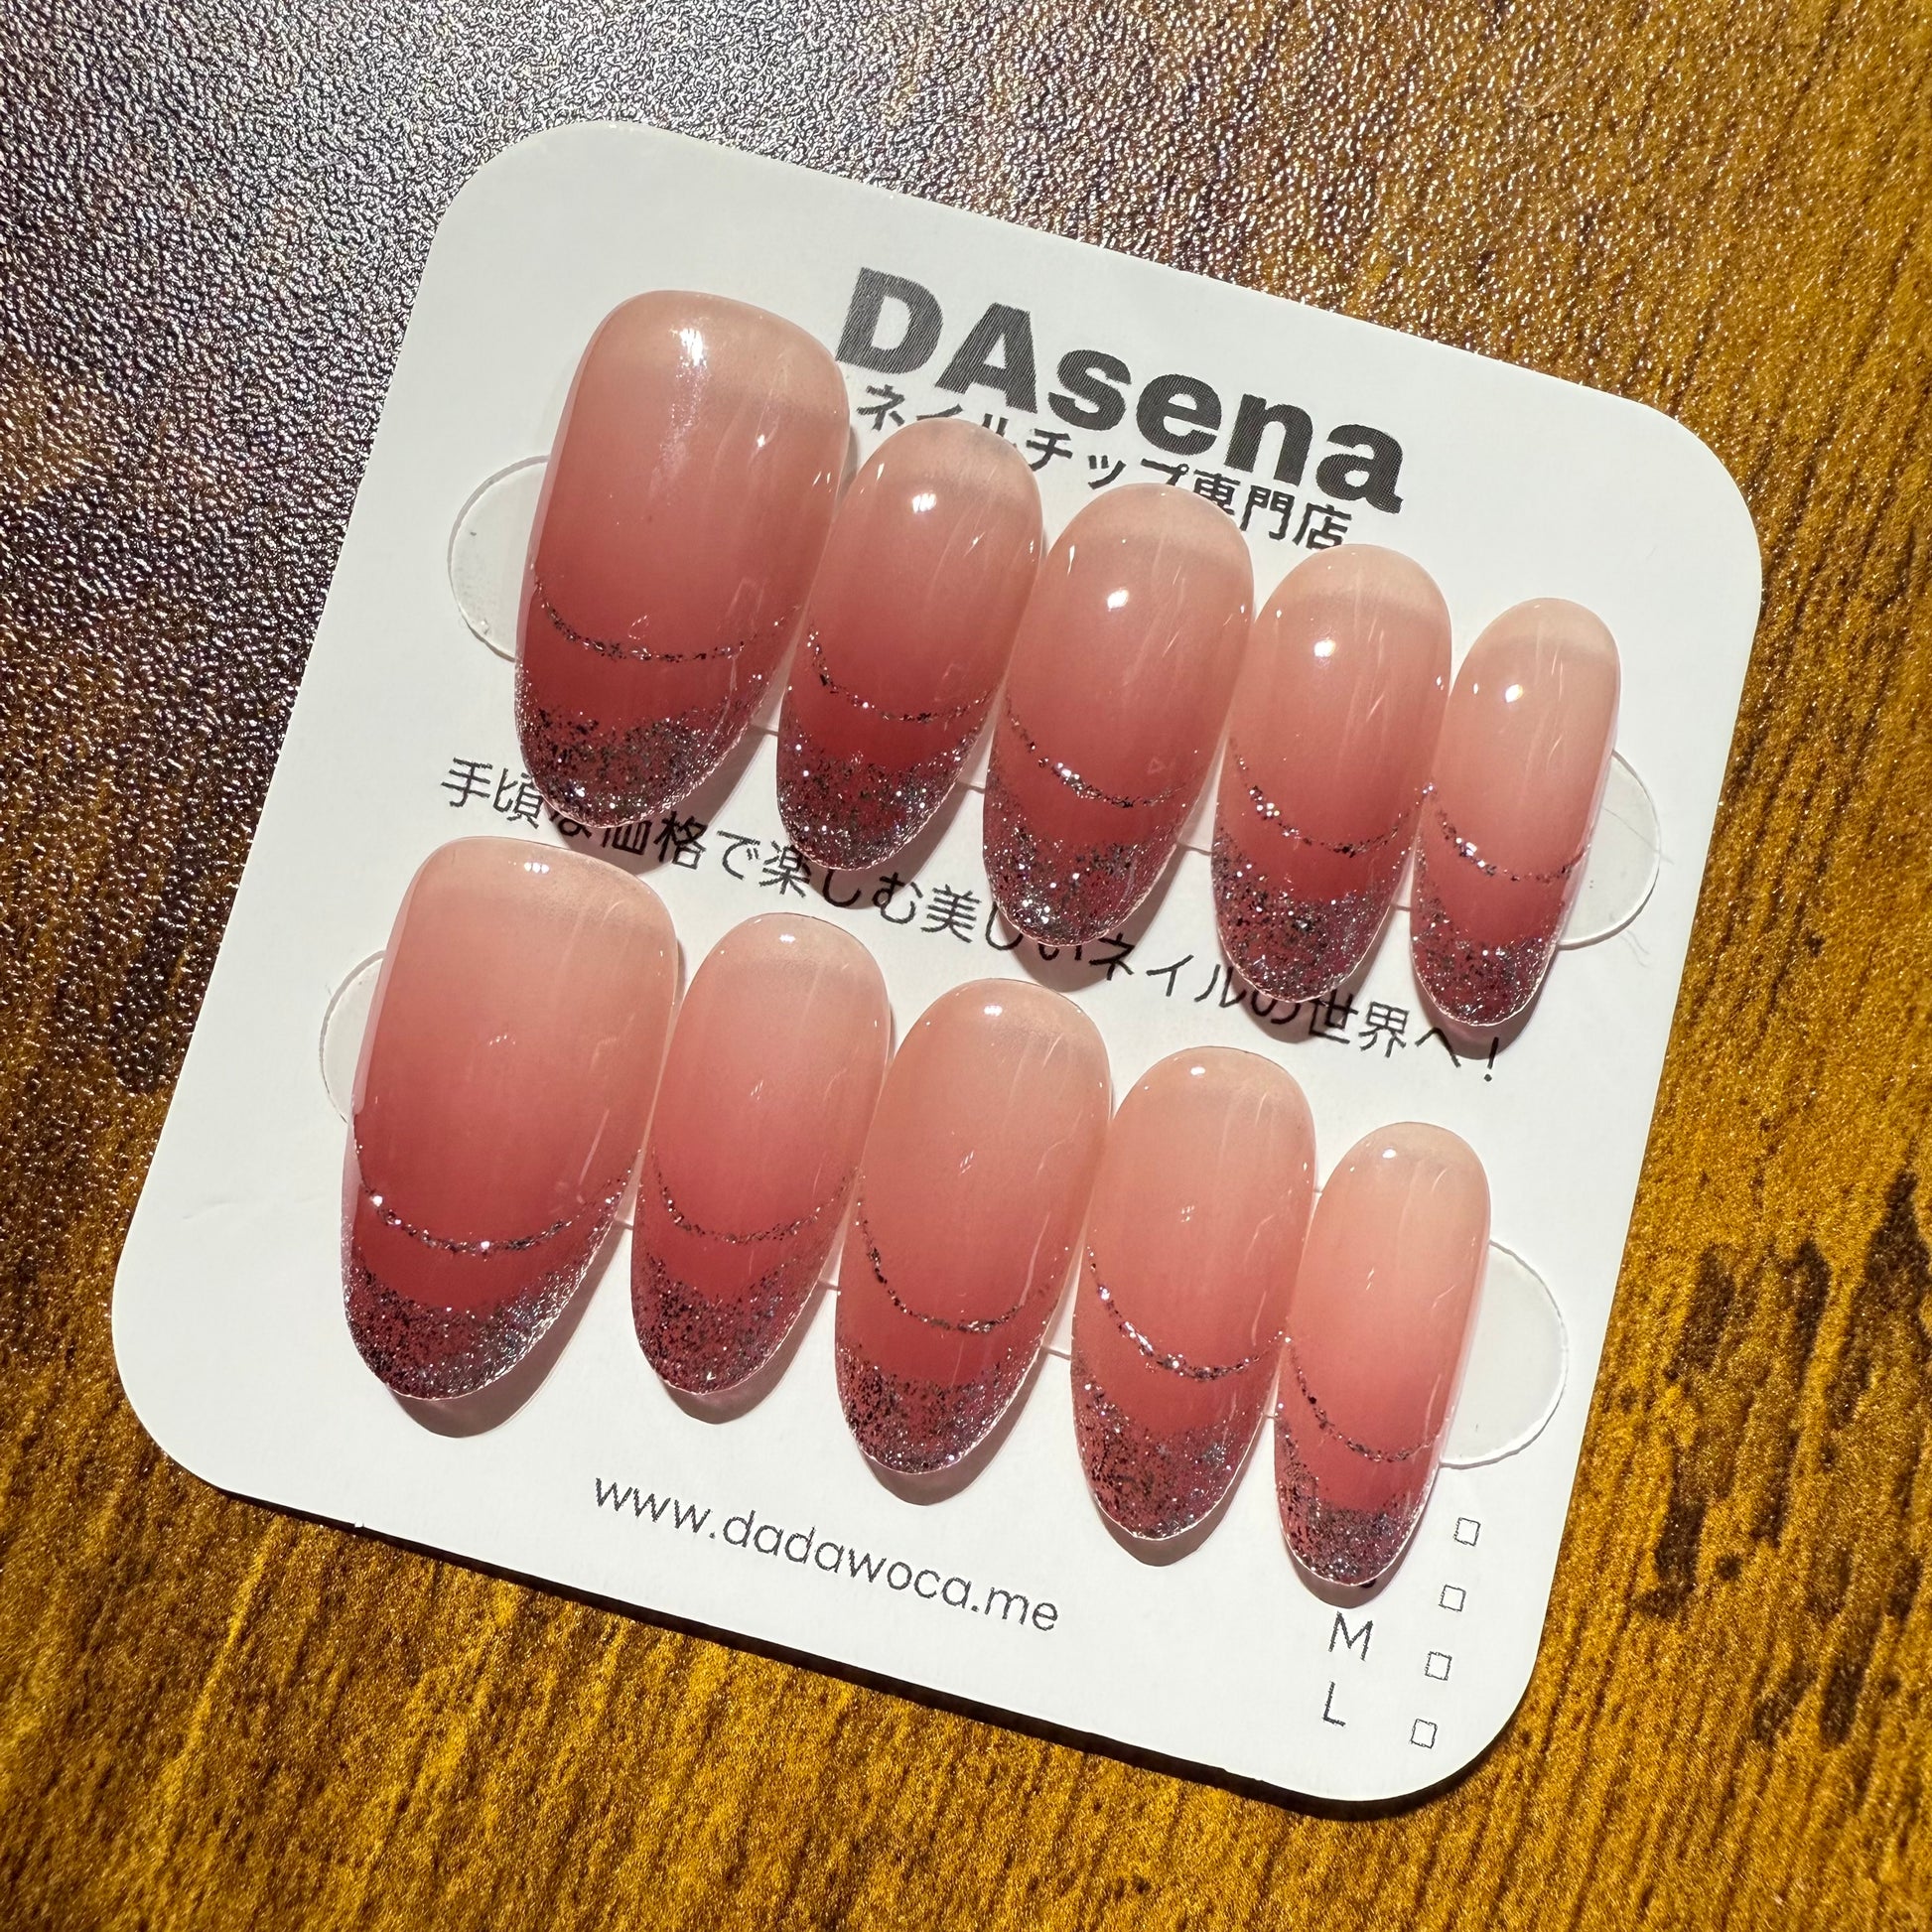 DAsena
ネイルチップ専門店
手頃な価格で楽しむ美しいネイルの世界へ！
www.dadawoca.me
M
L